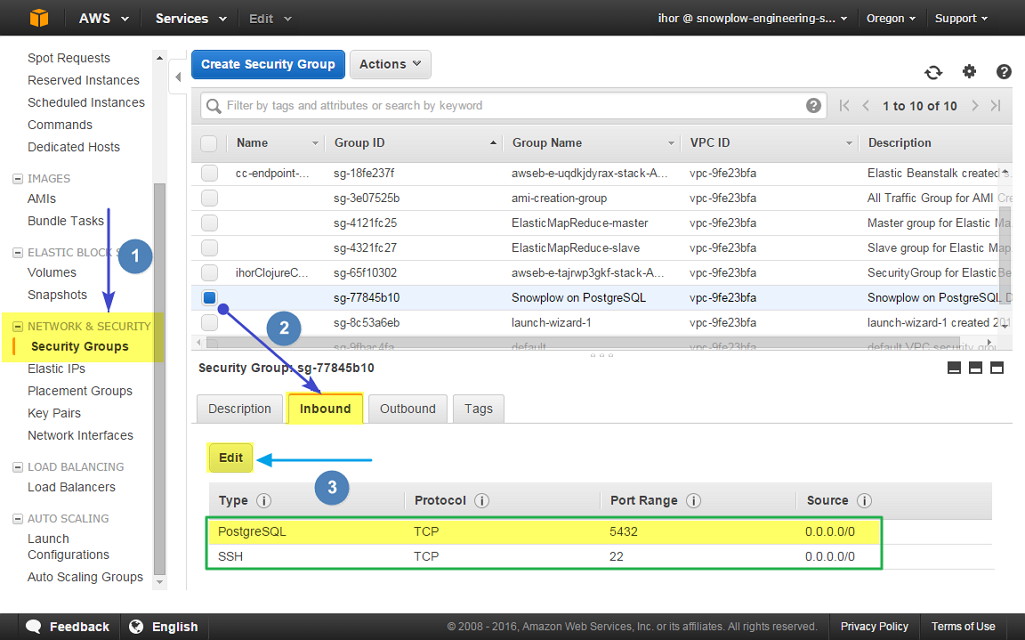 AWS Services Edit ihor @ snowplow-engineering-s... Oregon Support
Spot Requests
Reserved Instances
Scheduled Instances
Commands
Dedicated Hosts
IMAGES
AMIs
Bundle Tasks
ELASTIC BLOCK S
1
Volumes
Snapshots
NETWORK & SECURITY
Security Groups
Elastic IPs
Placement Groups
Key Pairs
Network Interfaces
LOAD BALANCING
Load Balancers
AUTO SCALING
Launch
Configurations
Auto Scaling Groups
Create Security Group Actions
Filter by tags and attributes or search by keyword 1 to 10 of 10
Name Group ID Group Name VPC ID Description
cc-endpoint-... sg-18fe237f awseb-e-uqdkjdyrax-stack-A... vpc-9fe23bfa Elastic Beanstalk created s
sg-3e07525b ami-creation-group vpc-9fe23bfa All Traffic Group for AMI Cre
sg-4121fc25 ElasticMapReduce-master vpc-9fe23bfa Master group for Elastic Ma
sg-4321fc27 ElasticMapReduce-slave vpc-9fe23bfa Slave group for Elastic Map
ihorClojureC... sg-65f10302 awseb-e-tajrwp3gkf-stack-A... vpc-9fe23bfa SecurityGroup for ElasticBe
sg-77845b10 Snowplow on PostgreSQL vpc-9fe23bfa Snowplow on PostgreSQL D
2
sg-8c53a6eb launch-wizard-1 vpc-9fe23bfa launch-wizard-1 created 201
sg-9fbac4fa default vpc-9fe23bfa default VPC security grou
Security Group: sg-77845b10
Description Inbound Outbound Tags
Edit
3
Type Protocol Port Range Source
PostgreSQL TCP 5432 0.0.0.0/0
SSH TCP 22 0.0.0.0/0
Feedback English © 2008 - 2016, Amazon Web Services, Inc. or its affiliates. All rights reserved. Privacy Policy Terms of Use